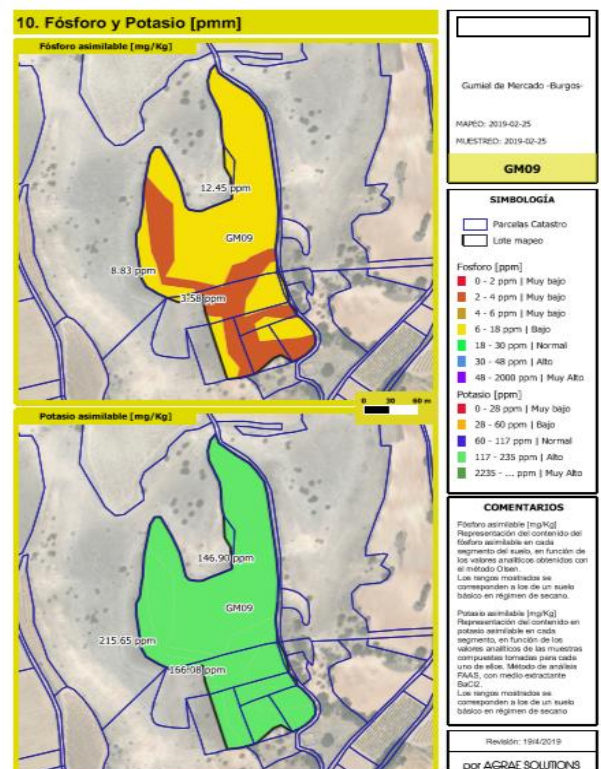 10. Fósforo y Potasio [pmm]
Fósforo asimilable [mg/Kg]
12.45 ppm
GM09
8.83 ppm
3.58 ppm
0 30 60 m
Potasio asimilable [mg/Kg]
146.90 ppm
GM09
215.65 ppm
166.08 ppm
Gumiel de Mercado -Burgos-
MAPEO: 2019-02-25
MUESTREO: 2019-02-25
GM09
SIMBOLOGÍA
Parcelas Catastro
Lote mapeo
Fosforo [ppm]
0 - 2 ppm | Muy bajo
2 - 4 ppm | Muy bajo
4 - 6 ppm | Muy bajo
6 - 18 ppm | Bajo
18 - 30 ppm | Normal
30 - 48 ppm | Alto
48 - 2000 ppm | Muy Alto
Potasio [ppm]
0 - 28 ppm | Muy bajo
28 - 60 ppm | Bajo
60 - 117 ppm | Normal
117 - 235 ppm | Alto
2235 - ... ppm | Muy Alto
COMENTARIOS
Fósforo asimilable [mg/Kg]
Representación del contenido del
fósforo asimilable en cada
segmento del suelo, en función de
los valores analíticos obtenidos con
el método Olsen.
Los rangos mostrados se
corresponden a los de un suelo
básico en régimen de secano.
Potasio asimilable [mg/Kg]
Representación del contenido en
potasio asimilable en cada
segmento, en función de los
valores analíticos de las muestras
compuestas tomadas para cada
uno de ellos. Método de análisis
FAAS, con medio extractante
BaCl2.
Los rangos mostrados se
corresponden a los de un suelo
básico en régimen de secano
Revisión: 19/4/2019
por AGRAE SOLUTIONS